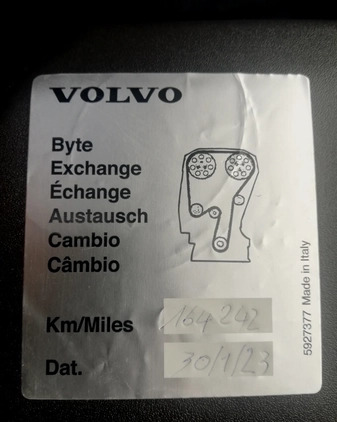 VOLVO
Byte
Exchange
Échange
Austausch
Cambio
Câmbio
Km/Miles 164 242
Dat. 30/1/23
5927377 Made in Italy